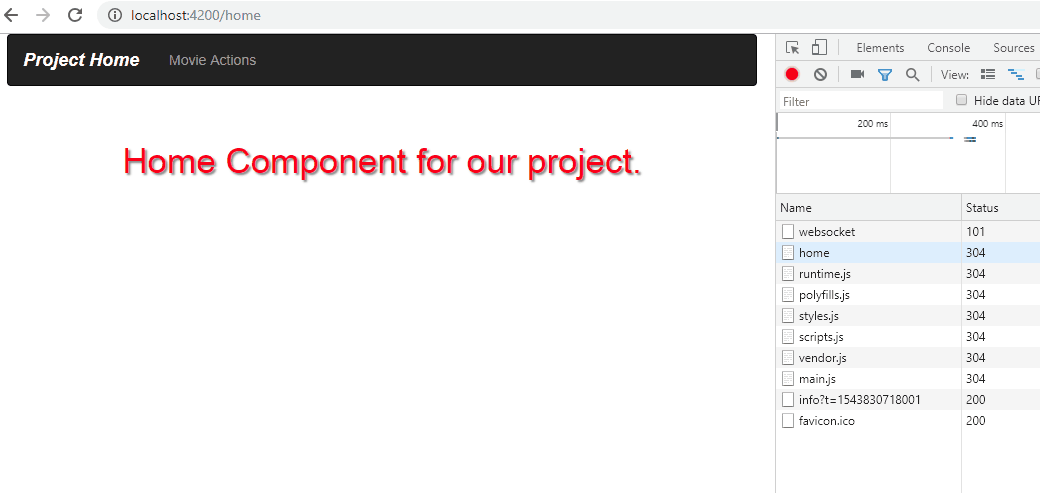 localhost:4200/home
Project Home Movie Actions
Home Component for our project.
Elements Console Sources
View:
Filter Hide data UR
200 ms 400 ms
Name Status
websocket 101
home 304
runtime.js 304
polyfills.js 304
styles.js 304
scripts.js 304
vendor.js 304
main.js 304
info?t=1543830718001 200
favicon.ico 200